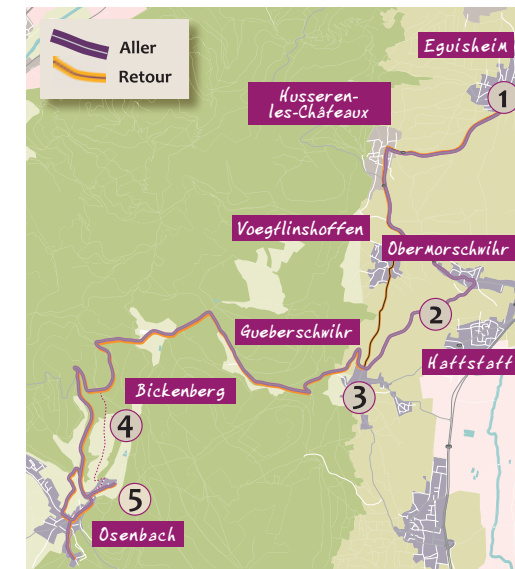 Aller
Retour
Eguisheim
1
Husseren-
les-Châteaux
Voegtlinshoffen
Obermorschwihr
2
Gueberschwihr
Hattstatt
3
Bickenberg
4
5
Osenbach